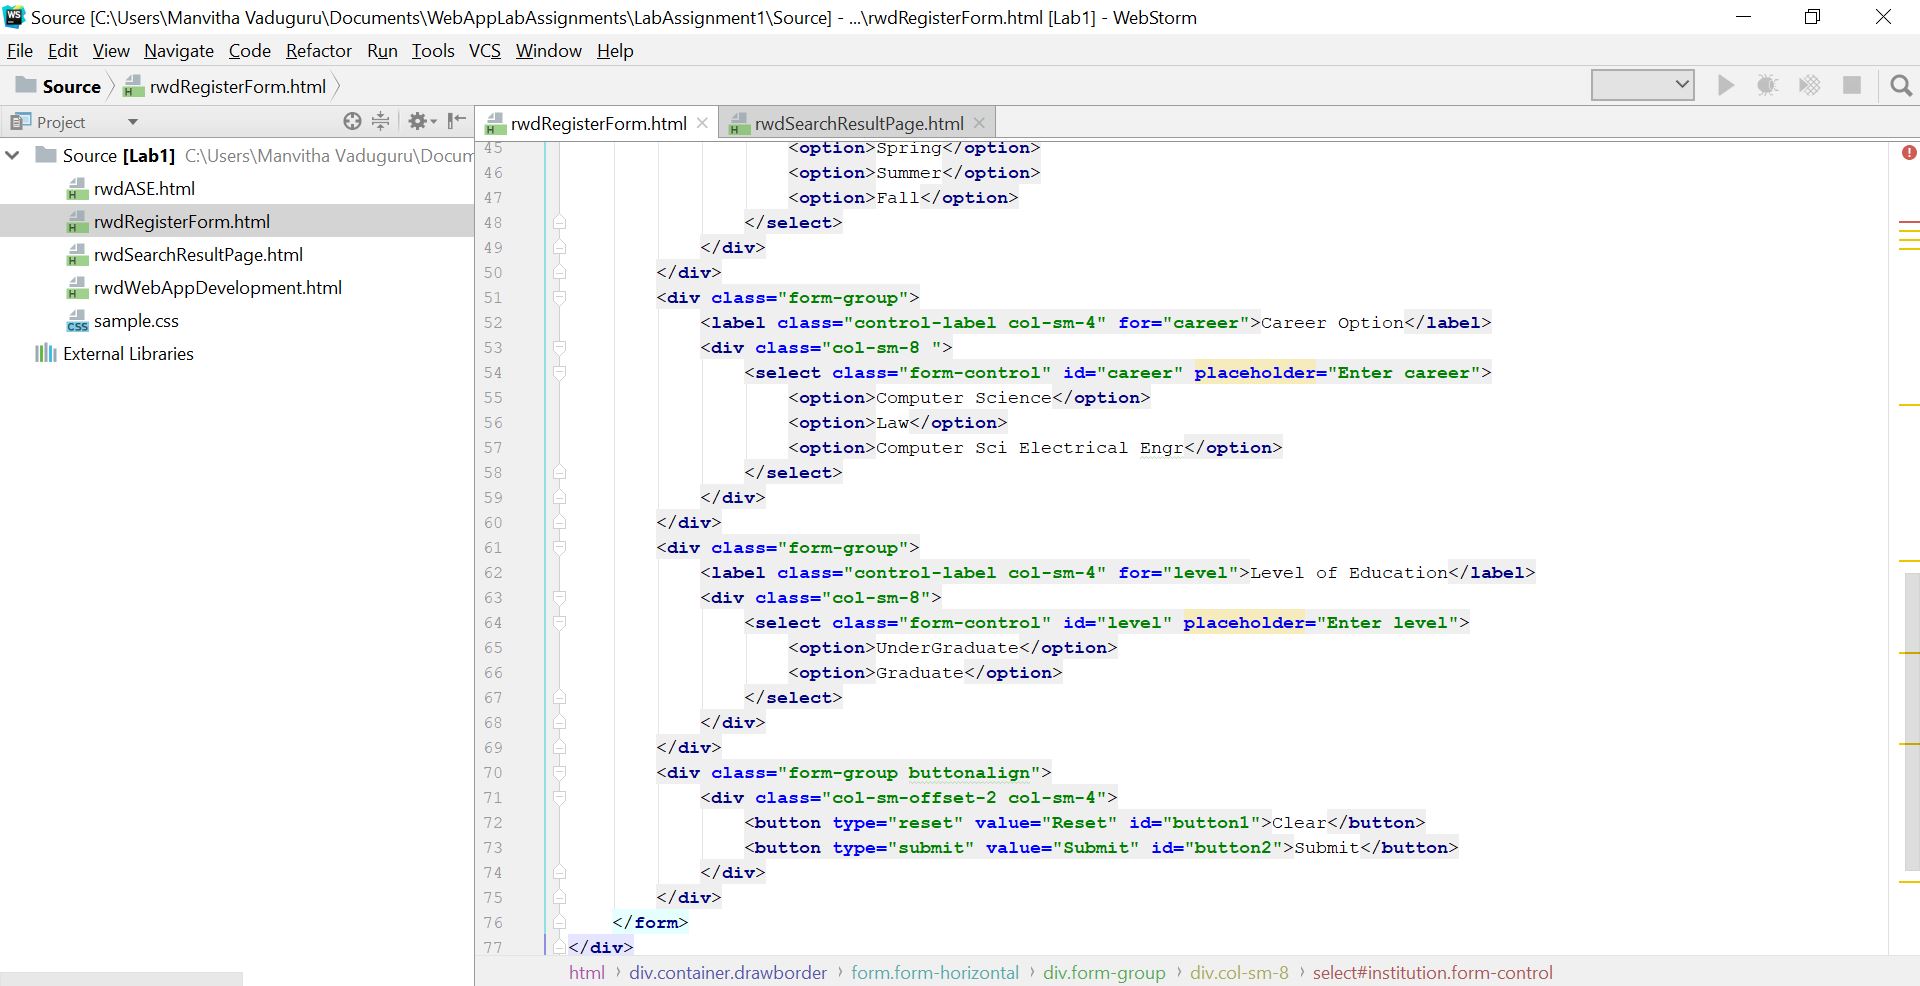 WS Source [C:\Users\Manvitha Vaduguru\Documents\WebAppLabAssignments\LabAssignment1\Source] - ...\rwdRegisterForm.html [Lab1] - WebStorm
File Edit View Navigate Code Refactor Run Tools VCS Window Help
Source rwdRegisterForm.html
Project
rwdRegisterForm.html rwdSearchResultPage.html
Source [Lab1] C:\Users\Manvitha Vaduguru\Docum
rwdASE.html
rwdRegisterForm.html
rwdSearchResultPage.html
rwdWebAppDevelopment.html
sample.css
External Libraries
45 <option>Spring</option>
46 <option>Summer</option>
47 <option>Fall</option>
48 </select>
49 </div>
50 </div>
51 <div class="form-group">
52 <label class="control-label col-sm-4" for="career">Career Option</label>
53 <div class="col-sm-8 ">
54 <select class="form-control" id="career" placeholder="Enter career">
55 <option>Computer Science</option>
56 <option>Law</option>
57 <option>Computer Sci Electrical Engr</option>
58 </select>
59 </div>
60 </div>
61 <div class="form-group">
62 <label class="control-label col-sm-4" for="level">Level of Education</label>
63 <div class="col-sm-8">
64 <select class="form-control" id="level" placeholder="Enter level">
65 <option>UnderGraduate</option>
66 <option>Graduate</option>
67 </select>
68 </div>
69 </div>
70 <div class="form-group buttonalign">
71 <div class="col-sm-offset-2 col-sm-4">
72 <button type="reset" value="Reset" id="button1">Clear</button>
73 <button type="submit" value="Submit" id="button2">Submit</button>
74 </div>
75 </div>
76 </form>
77 </div>
html › div.container.drawborder › form.form-horizontal › div.form-group › div.col-sm-8 › select#institution.form-control